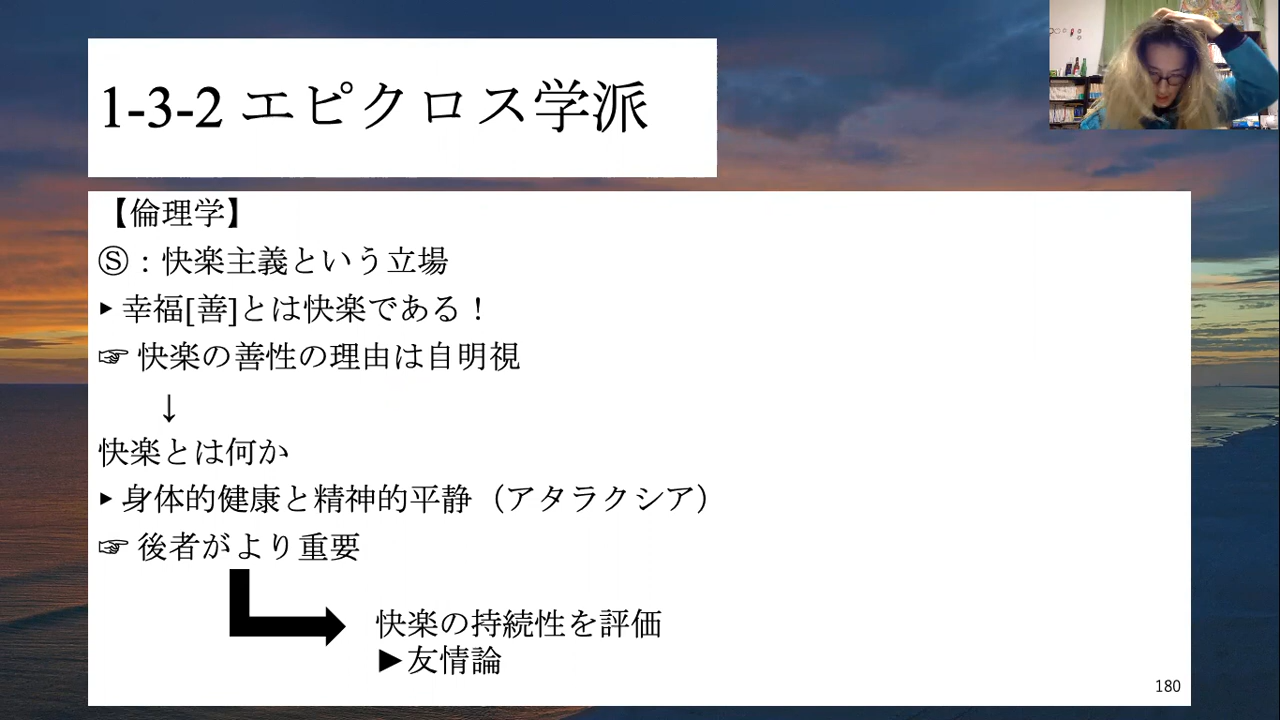 1-3-2 エピクロス学派
【倫理学】
Ⓢ：快楽主義という立場
▸幸福[善]とは快楽である！
☞快楽の善性の理由は自明視
↓
快楽とは何か
▸身体的健康と精神的平静（アタラクシア）
☞後者がより重要
快楽の持続性を評価
▶友情論
180